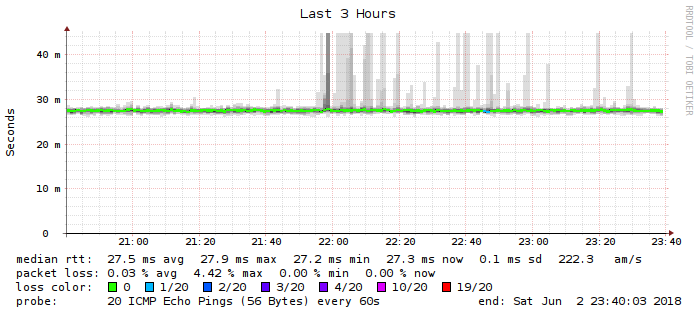 Last 3 Hours
RRDTOOL / TOBI OETIKER
Seconds
40 m
30 m
20 m
10 m
0
21:00 21:20 21:40 22:00 22:20 22:40 23:00 23:20 23:40
median rtt: 27.5 ms avg 27.9 ms max 27.2 ms min 27.3 ms now 0.1 ms sd 222.3 am/s
packet loss: 0.03 % avg 4.42 % max 0.00 % min 0.00 % now
loss color: 0 1/20 2/20 3/20 4/20 10/20 19/20
probe: 20 ICMP Echo Pings (56 Bytes) every 60s end: Sat Jun 2 23:40:03 2018